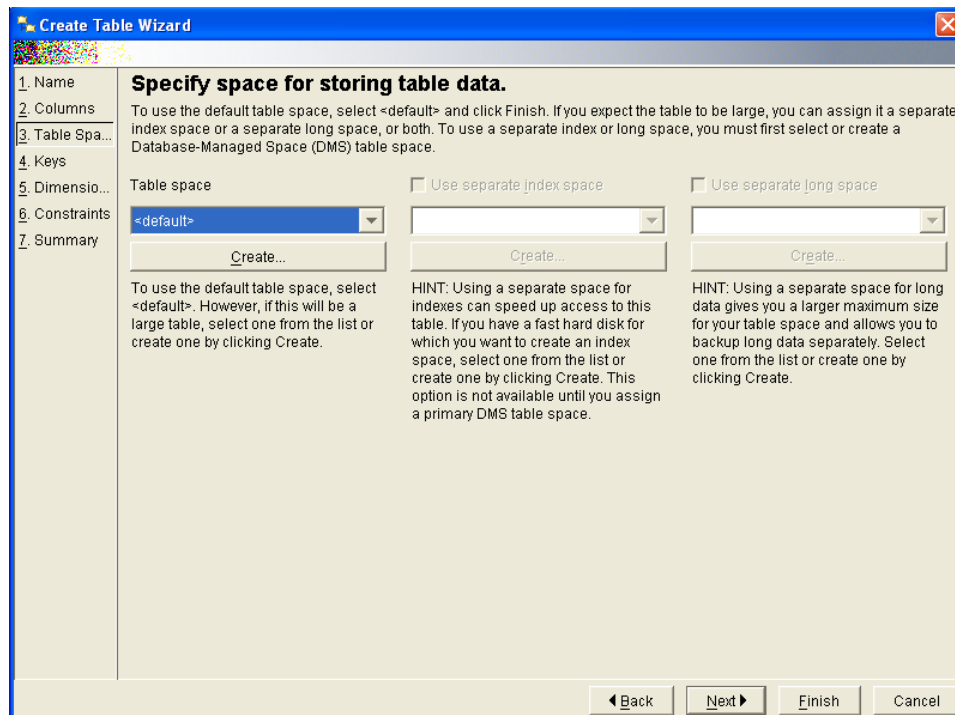 Create Table Wizard
1. Name
2. Columns
3. Table Spa...
4. Keys
5. Dimensio...
6. Constraints
7. Summary
Specify space for storing table data.
To use the default table space, select <default> and click Finish. If you expect the table to be large, you can assign it a separate
index space or a separate long space, or both. To use a separate index or long space, you must first select or create a
Database-Managed Space (DMS) table space.
Table space
<default>
Create...
To use the default table space, select
<default>. However, if this will be a
large table, select one from the list or
create one by clicking Create.
Use separate index space
Create...
HINT: Using a separate space for
indexes can speed up access to this
table. If you have a fast hard disk for
which you want to create an index
space, select one from the list or
create one by clicking Create. This
option is not available until you assign
a primary DMS table space.
Use separate long space
Create...
HINT: Using a separate space for long
data gives you a larger maximum size
for your table space and allows you to
backup long data separately. Select
one from the list or create one by
clicking Create.
Back
Next
Finish
Cancel